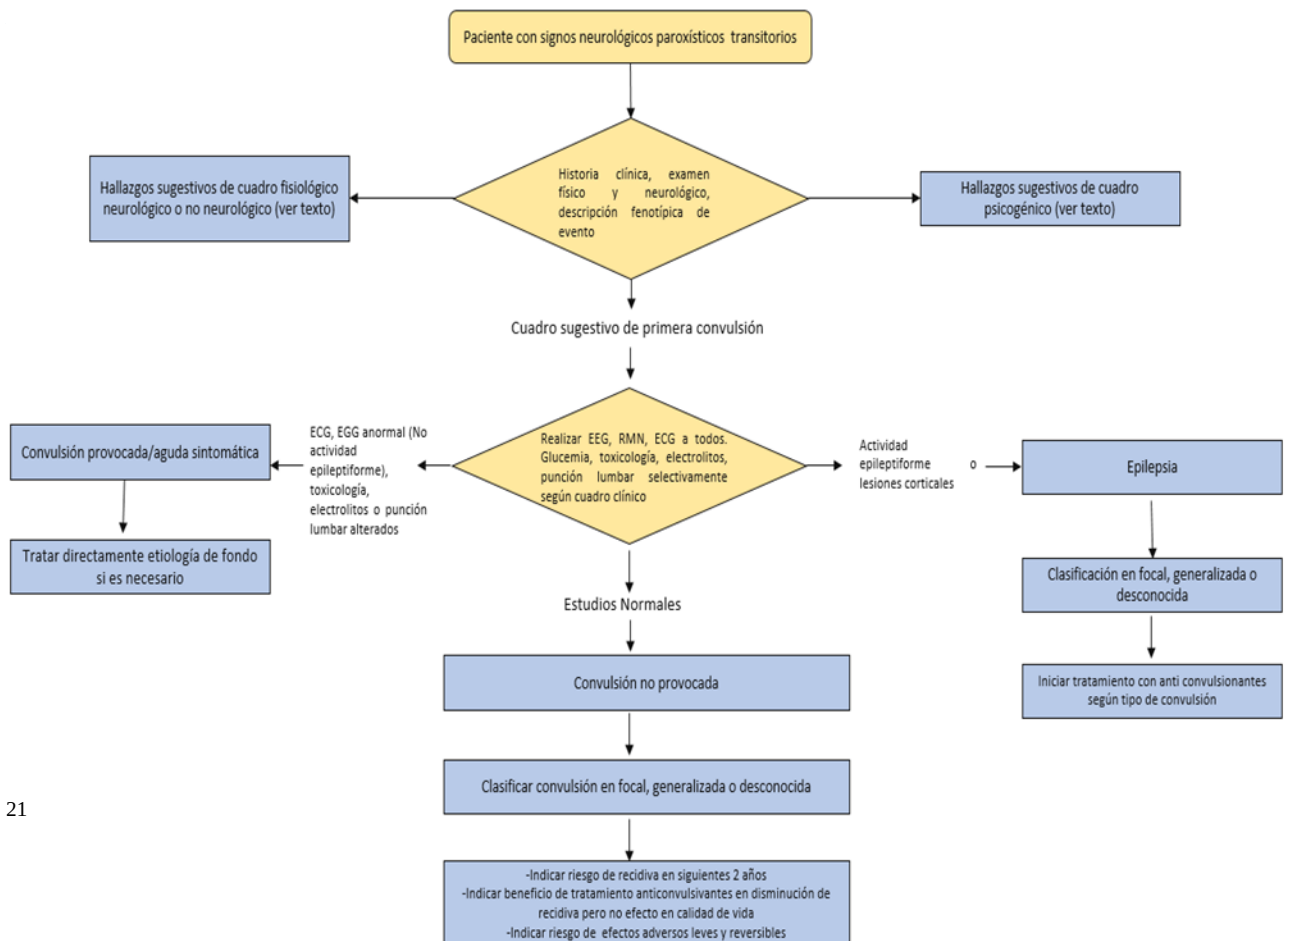 Paciente con signos neurológicos paroxísticos transitorios
Historia clínica, examen
físico y neurológico,
descripción fenotípica de
evento
Hallazgos sugestivos de cuadro fisiológico
neurológico o no neurológico (ver texto)
Hallazgos sugestivos de cuadro
psicogénico (ver texto)
Cuadro sugestivo de primera convulsión
Realizar EEG, RMN, ECG a todos.
Glucemia, toxicología, electrolitos,
punción lumbar selectivamente
según cuadro clínico
ECG, EGG anormal (No
actividad
epileptiforme),
toxicología,
electrolitos o punción
lumbar alterados
Convulsión provocada/aguda sintomática
Tratar directamente etiología de fondo
si es necesario
Actividad
epileptiforme o
lesiones corticales
Epilepsia
Clasificación en focal, generalizada o
desconocida
Iniciar tratamiento con anti convulsionantes
según tipo de convulsión
Estudios Normales
Convulsión no provocada
Clasificar convulsión en focal, generalizada o desconocida
-Indicar riesgo de recidiva en siguientes 2 años
-Indicar beneficio de tratamiento anticonvulsivantes en disminución de
recidiva pero no efecto en calidad de vida
-Indicar riesgo de efectos adversos leves y reversibles
21